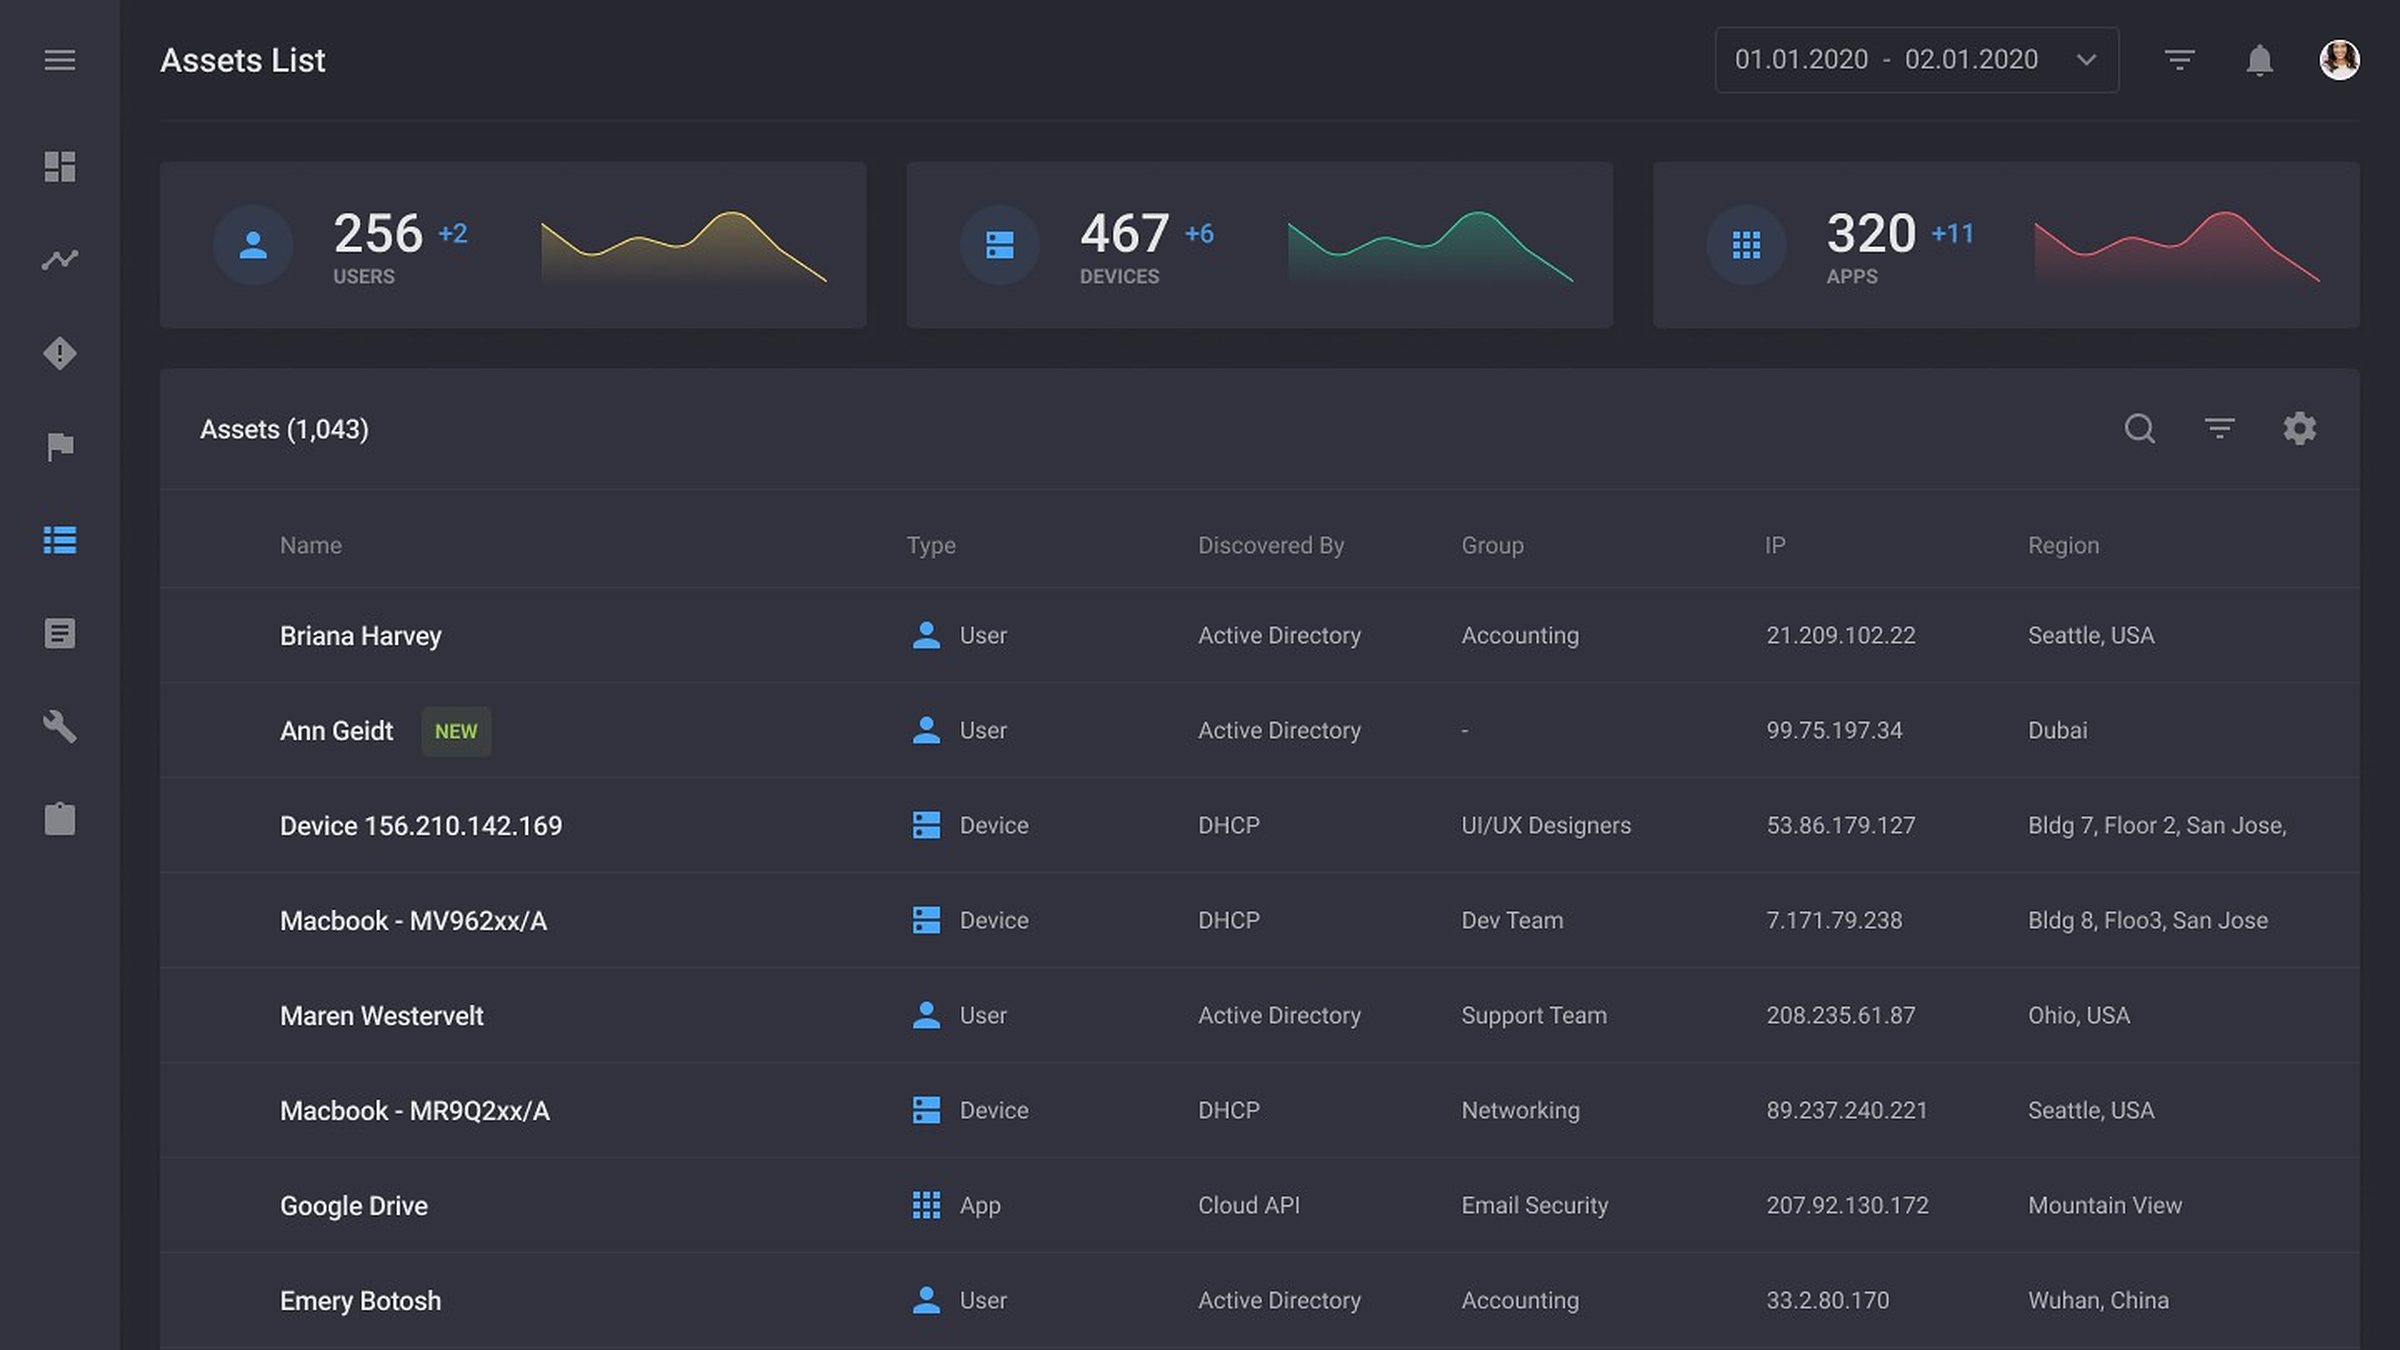 Assets List
01.01.2020 - 02.01.2020
256 +2
USERS
467 +6
DEVICES
320 +11
APPS
Assets (1,043)
Name Type Discovered By Group IP Region
Briana Harvey User Active Directory Accounting 21.209.102.22 Seattle, USA
Ann Geidt NEW User Active Directory - 99.75.197.34 Dubai
Device 156.210.142.169 Device DHCP UI/UX Designers 53.86.179.127 Bldg 7, Floor 2, San Jose,
Macbook - MV962xx/A Device DHCP Dev Team 7.171.79.238 Bldg 8, Floo3, San Jose
Maren Westervelt User Active Directory Support Team 208.235.61.87 Ohio, USA
Macbook - MR9Q2xx/A Device DHCP Networking 89.237.240.221 Seattle, USA
Google Drive App Cloud API Email Security 207.92.130.172 Mountain View
Emery Botosh User Active Directory Accounting 33.2.80.170 Wuhan, China